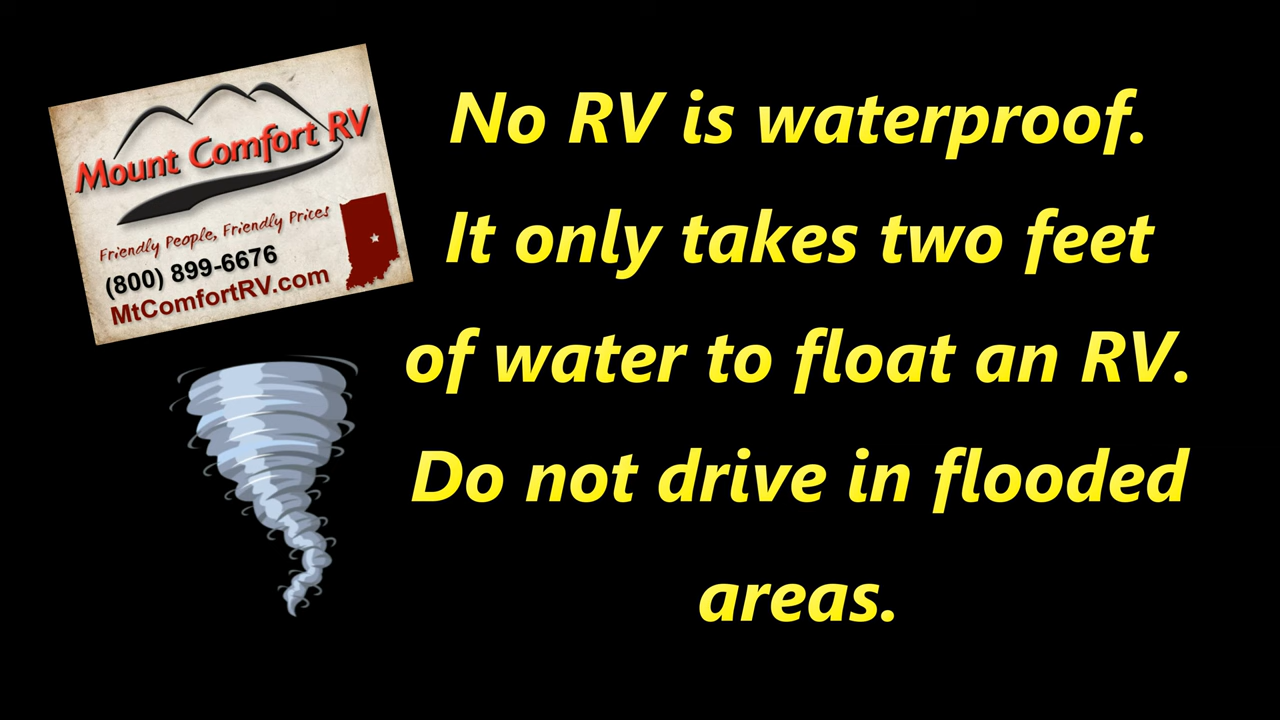 Mount Comfort RV
Friendly People, Friendly Prices
(800) 899-6676
MtComfortRV.com
No RV is waterproof.
It only takes two feet
of water to float an RV.
Do not drive in flooded
areas.